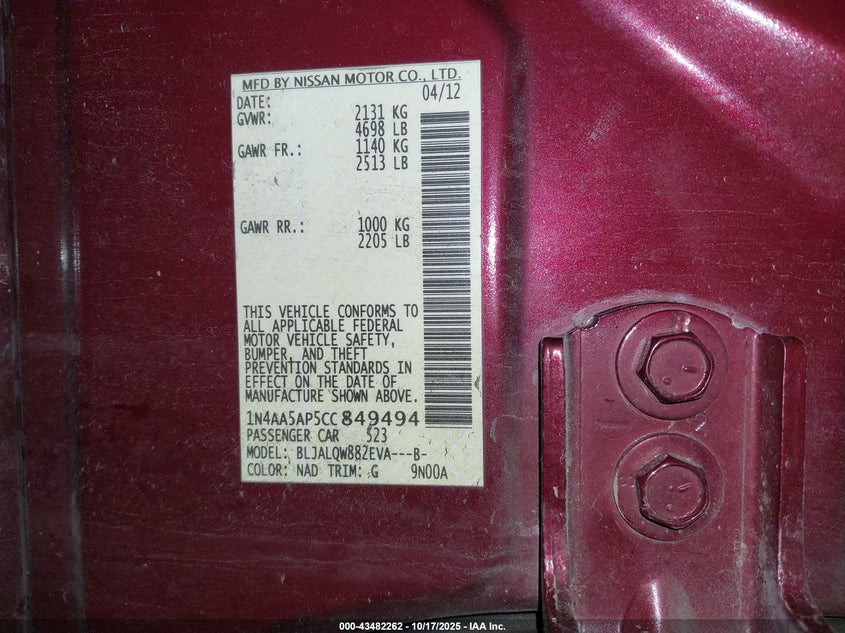 MFD BY NISSAN MOTOR CO., LTD.
DATE: 04/12
GVWR: 2131 KG
4698 LB
GAWR FR.: 1140 KG
2513 LB
GAWR RR.: 1000 KG
2205 LB
THIS VEHICLE CONFORMS TO
ALL APPLICABLE FEDERAL
MOTOR VEHICLE SAFETY,
BUMPER, AND THEFT
PREVENTION STANDARDS IN
EFFECT ON THE DATE OF
MANUFACTURE SHOWN ABOVE.
1N4AA5AP5CC849494
PASSENGER CAR S23
MODEL: BLJALQW882EVA---B-
COLOR: NAD TRIM: G 9N00A
000-43482262 - 10/17/2025 - IAA Inc.